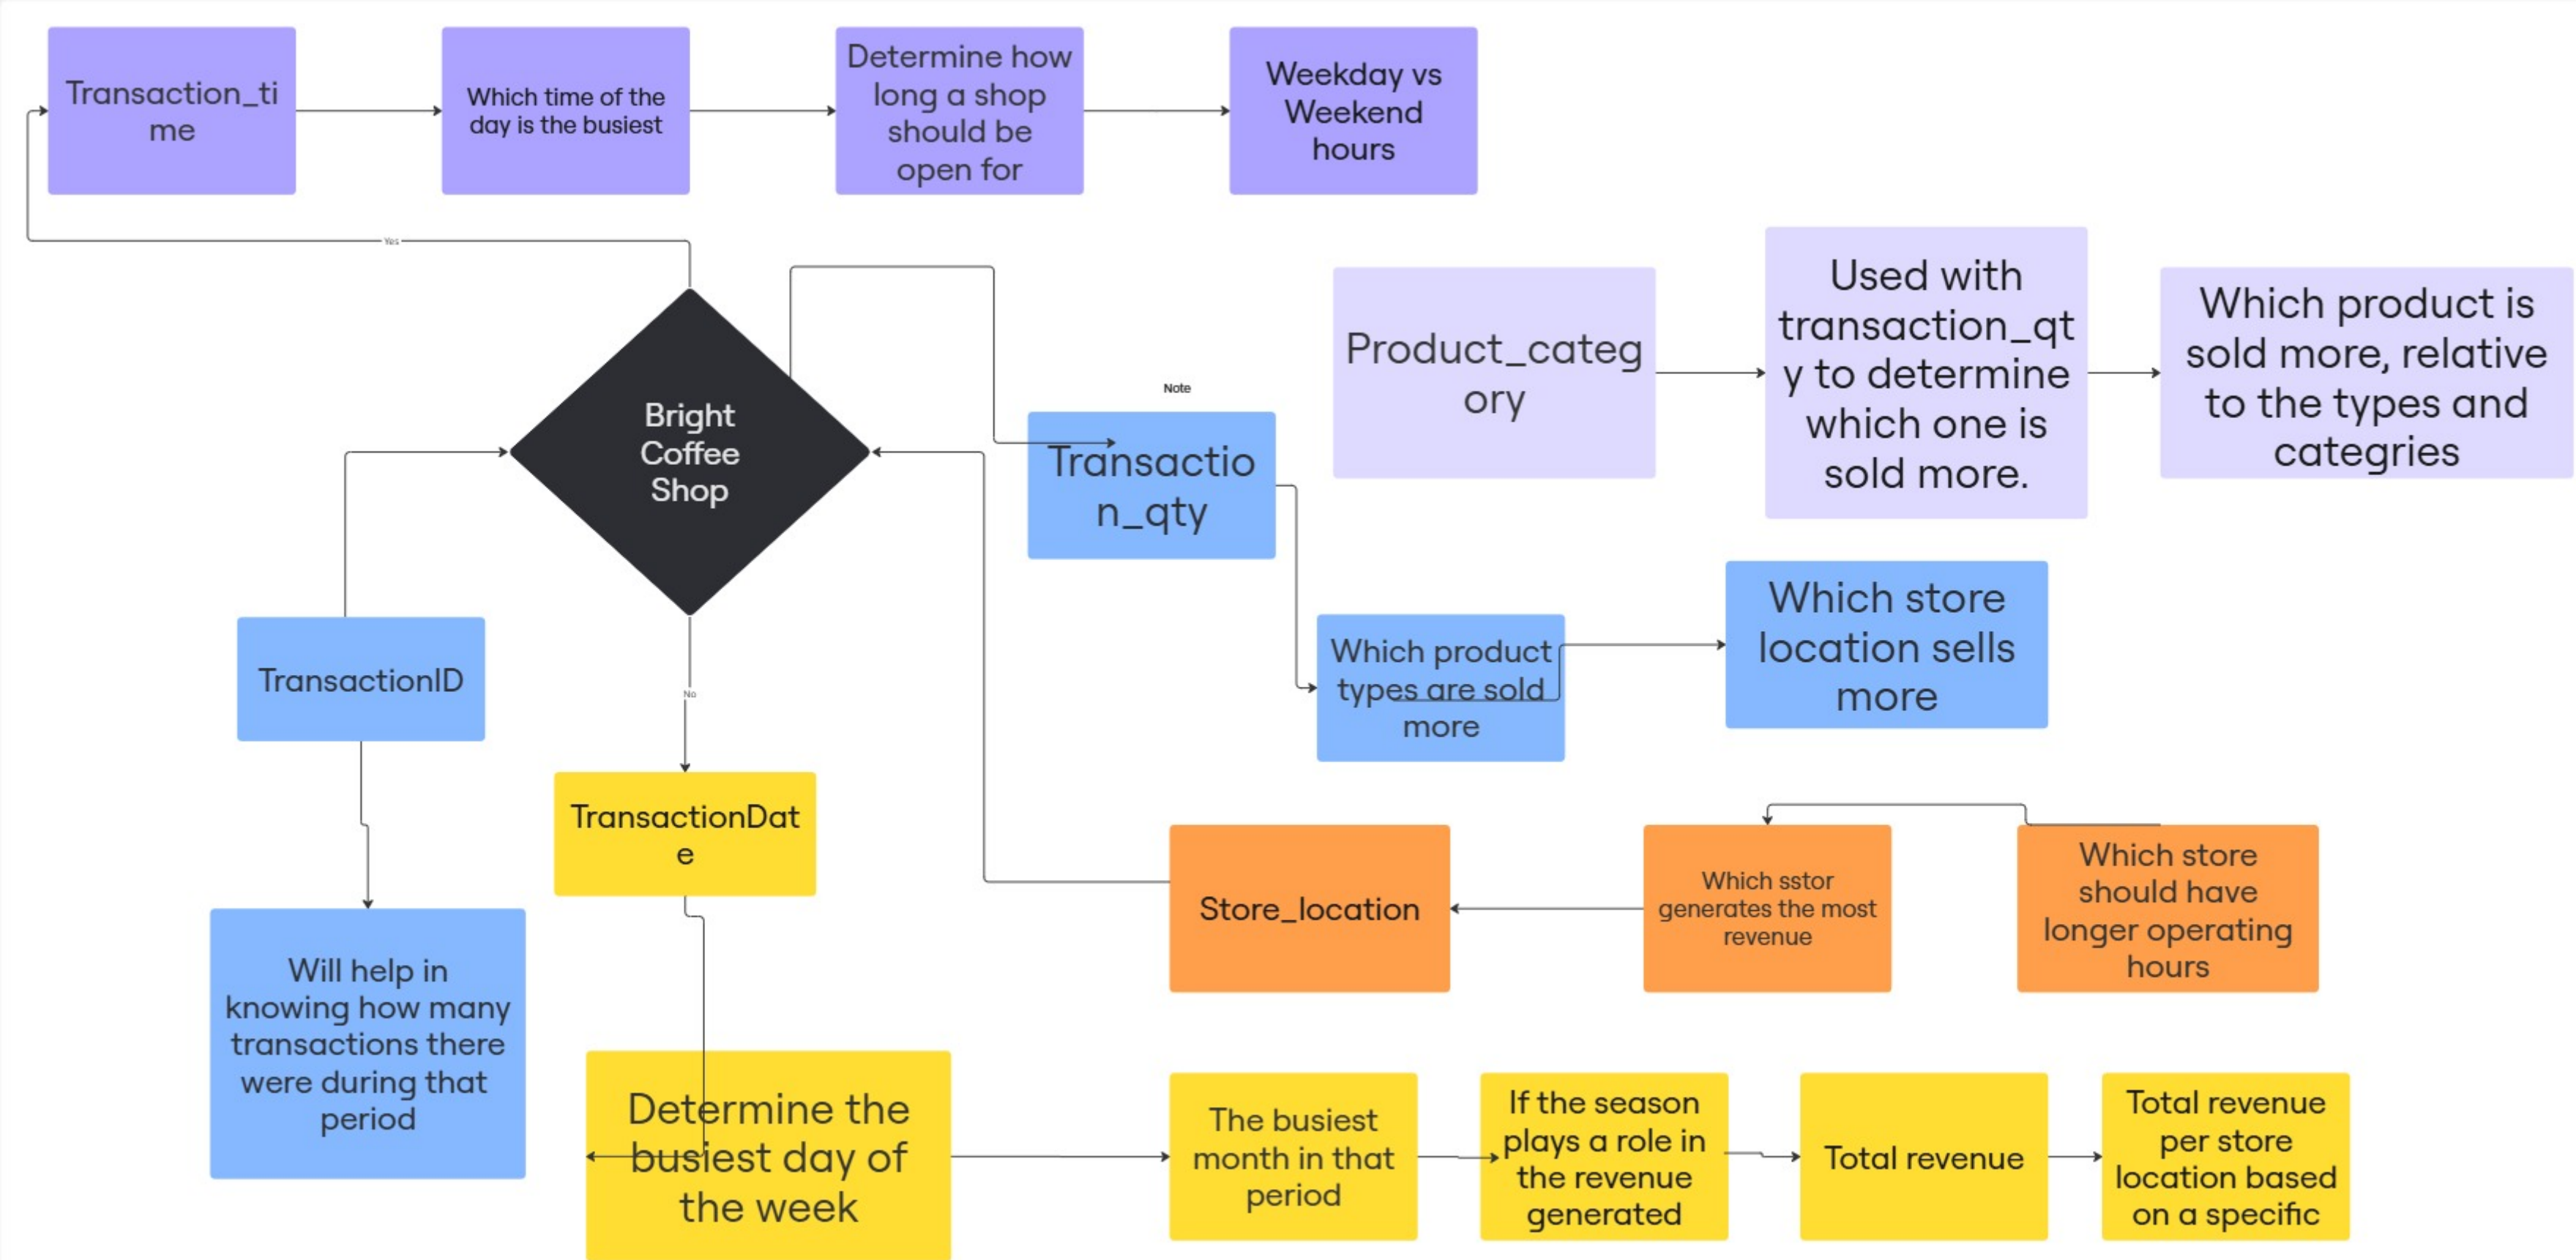 Transaction_ti
me
Which time of the
day is the busiest
Determine how
long a shop
should be
open for
Weekday vs
Weekend
hours
Yes
Bright
Coffee
Shop
Note
Transactio
n_qty
Product_categ
ory
Used with
transaction_qt
y to determine
which one is
sold more.
Which product is
sold more, relative
to the types and
categries
Which product
types are sold
more
Which store
location sells
more
TransactionID
No
TransactionDat
e
Store_location
Which sstor
generates the most
revenue
Which store
should have
longer operating
hours
Will help in
knowing how many
transactions there
were during that
period
Determine the
busiest day of
the week
The busiest
month in that
period
If the season
plays a role in
the revenue
generated
Total revenue
Total revenue
per store
location based
on a specific